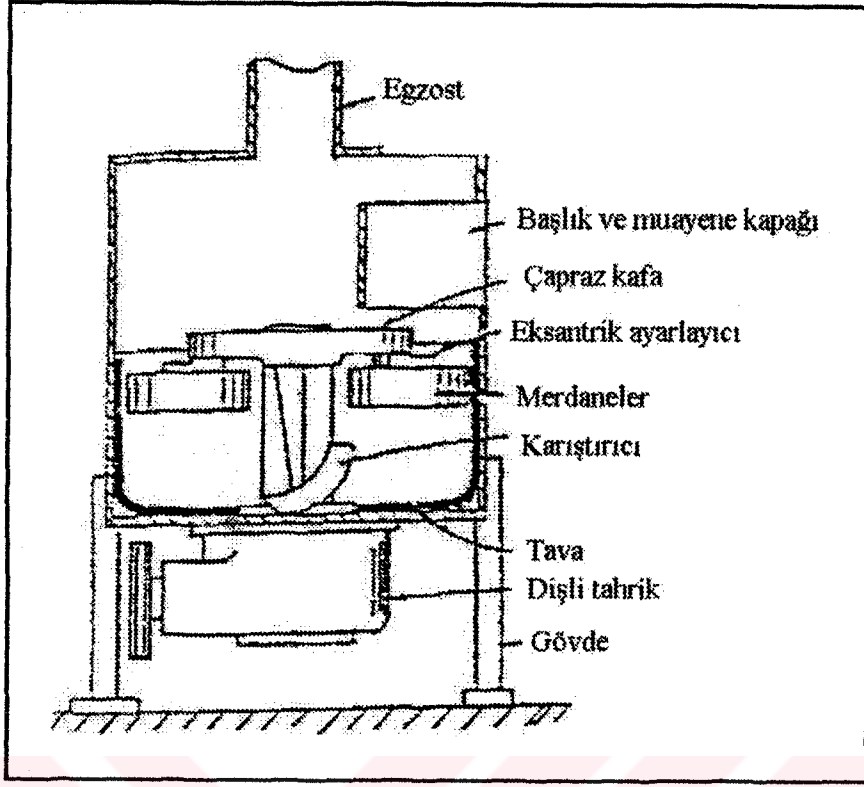 Egzost
Başlık ve muayene kapağı
Çapraz kafa
Eksantrik ayarlayıcı
Merdaneler
Karıştırıcı
Tava
Dişli tahrik
Gövde